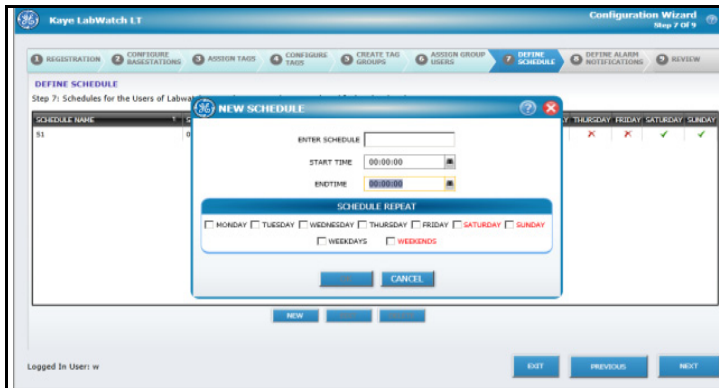 Kaye LabWatch LT
Configuration Wizard
Step 7 Of 9
1 REGISTRATION 2 CONFIGURE BASESTATIONS 3 ASSIGN TAGS 4 CONFIGURE TAGS 5 CREATE TAG GROUPS 6 ASSIGN GROUP USERS 7 DEFINE SCHEDULE 8 DEFINE ALARM NOTIFICATIONS 9 REVIEW
DEFINE SCHEDULE
Step 7: Schedules for the Users of Labwat
SCHEDULE NAME 1 S Y THURSDAY FRIDAY SATURDAY SUNDAY
S1 0
NEW SCHEDULE
ENTER SCHEDULE
START TIME 00:00:00
ENDTIME 00:00:00
SCHEDULE REPEAT
MONDAY TUESDAY WEDNESDAY THURSDAY FRIDAY SATURDAY SUNDAY
WEEKDAYS WEEKENDS
CANCEL
NEW
Logged In User: w
EXIT PREVIOUS NEXT